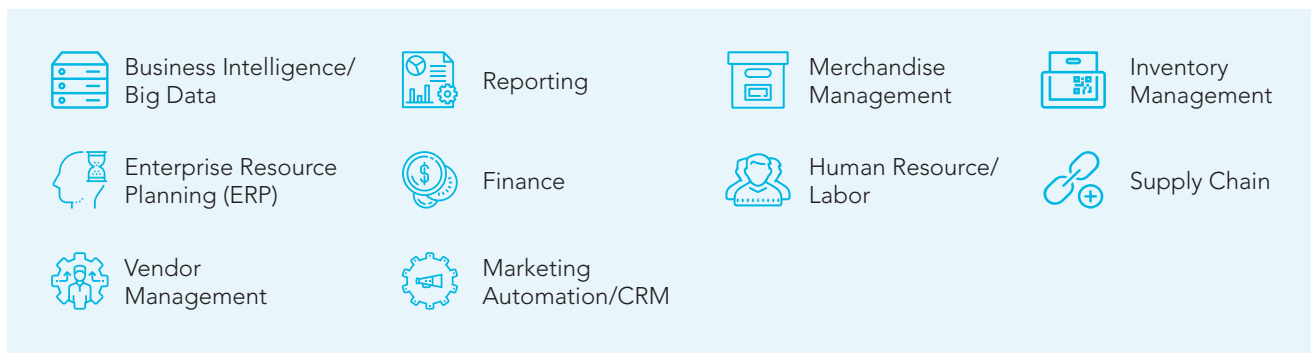 Business Intelligence/
Big Data
Reporting
Merchandise
Management
Inventory
Management
Enterprise Resource
Planning (ERP)
$
Finance
Human Resource/
Labor
Supply Chain
Vendor
Management
Marketing
Automation/CRM